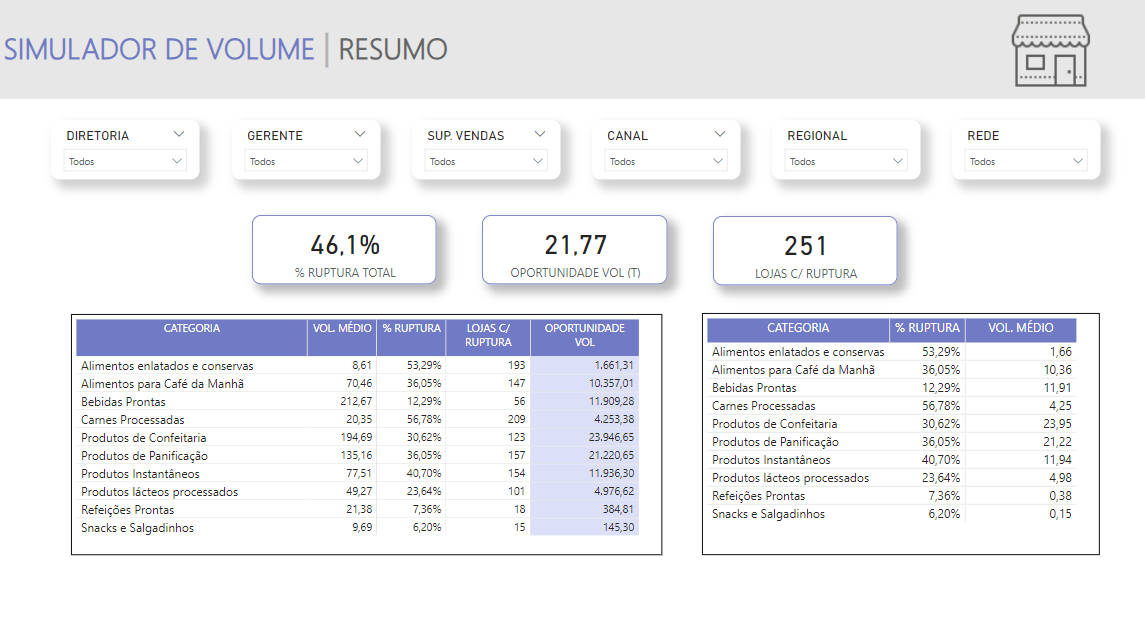 SIMULADOR DE VOLUME | RESUMO
DIRETORIA
Todos
GERENTE
Todos
SUP. VENDAS
Todos
CANAL
Todos
REGIONAL
Todos
REDE
Todos
46,1%
% RUPTURA TOTAL
21,77
OPORTUNIDADE VOL (T)
251
LOJAS C/ RUPTURA
CATEGORIA VOL. MÉDIO % RUPTURA LOJAS C/ RUPTURA OPORTUNIDADE VOL
Alimentos enlatados e conservas 8,61 53,29% 193 1.661,31
Alimentos para Café da Manhã 70,46 36,05% 147 10.357,01
Bebidas Prontas 212,67 12,29% 56 11.909,28
Carnes Processadas 20,35 56,78% 209 4.253,38
Produtos de Confeitaria 194,69 30,62% 123 23.946,65
Produtos de Panificação 135,16 36,05% 157 21.220,65
Produtos Instantâneos 77,51 40,70% 154 11.936,30
Produtos lácteos processados 49,27 23,64% 101 4.976,62
Refeições Prontas 21,38 7,36% 18 384,81
Snacks e Salgadinhos 9,69 6,20% 15 145,30
CATEGORIA % RUPTURA VOL. MÉDIO
Alimentos enlatados e conservas 53,29% 1,66
Alimentos para Café da Manhã 36,05% 10,36
Bebidas Prontas 12,29% 11,91
Carnes Processadas 56,78% 4,25
Produtos de Confeitaria 30,62% 23,95
Produtos de Panificação 36,05% 21,22
Produtos Instantâneos 40,70% 11,94
Produtos lácteos processados 23,64% 4,98
Refeições Prontas 7,36% 0,38
Snacks e Salgadinhos 6,20% 0,15